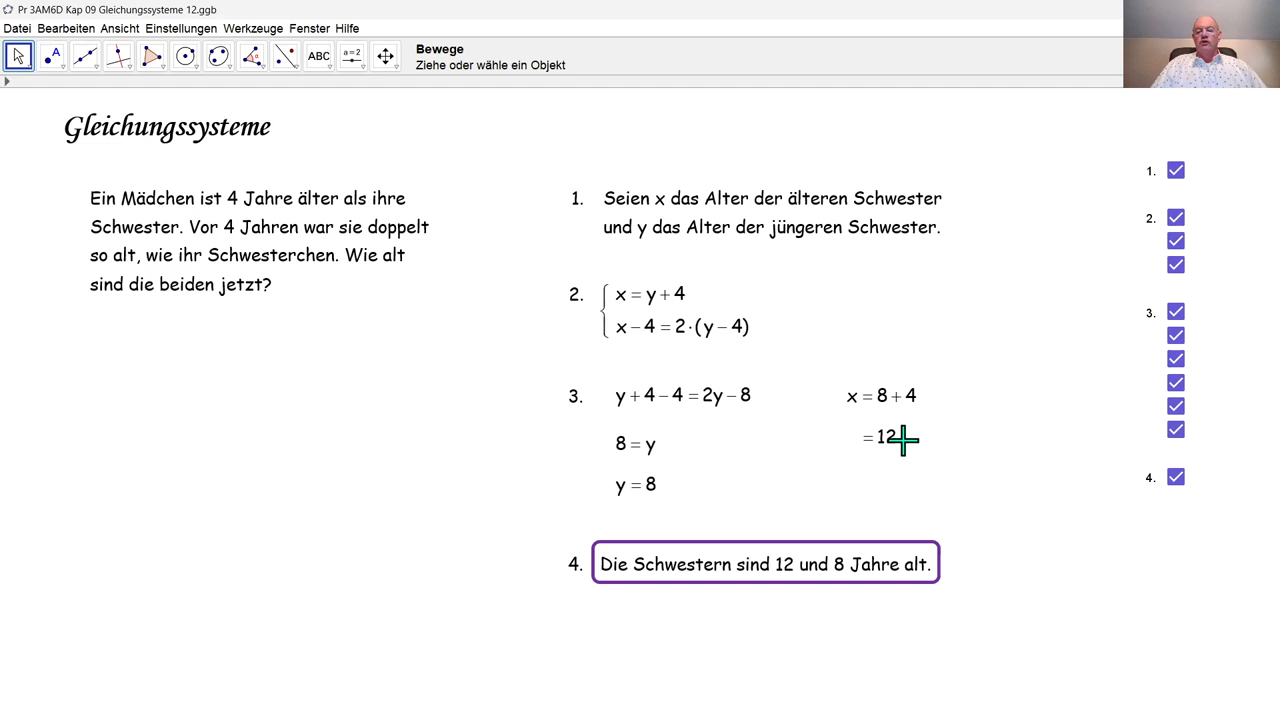 Pr 3AM6D Kap 09 Gleichungssysteme 12.ggb
Datei Bearbeiten Ansicht Einstellungen Werkzeuge Fenster Hilfe
A
ABC
a=2
Bewege
Ziehe oder wähle ein Objekt
Gleichungssysteme
Ein Mädchen ist 4 Jahre älter als ihre
Schwester. Vor 4 Jahren war sie doppelt
so alt, wie ihr Schwesterchen. Wie alt
sind die beiden jetzt?
1. Seien x das Alter der älteren Schwester
und y das Alter der jüngeren Schwester.
2. x = y + 4
x − 4 = 2·(y − 4)
3. y + 4 − 4 = 2y − 8
8 = y
y = 8
x = 8 + 4
= 12
4. Die Schwestern sind 12 und 8 Jahre alt.
1.
2.
3.
4.